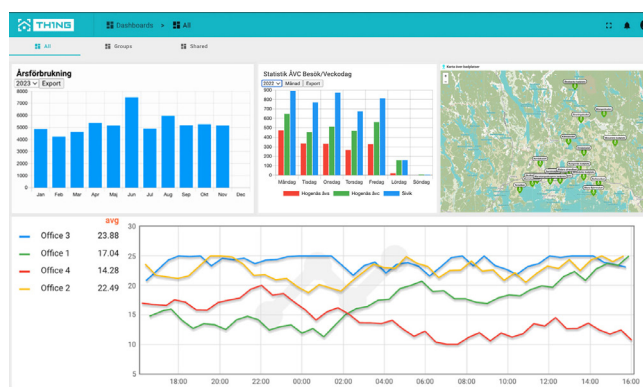 TH1NG
Dashboards > All
All
Groups
Shared
Årsförbrukning
2023 Export
8000
7000
6000
5000
4000
3000
2000
1000
0
Jan Feb Mar Apr Maj Jun Jul Aug Sep Okt Nov Dec
Statistik ÅVC Besök/Veckodag
2022 Månad Export
900
800
700
600
500
400
300
200
100
0
Måndag Tisdag Onsdag Torsdag Fredag Lördag Söndag
Hogenäs åvc Hogenäs åvc Sivik
avg
Office 3 23.88
Office 1 17.04
Office 4 14.28
Office 2 22.49
30
25
20
15
10
5
18:00 20:00 22:00 00:00 02:00 04:00 06:00 08:00 10:00 12:00 14:00 16:00